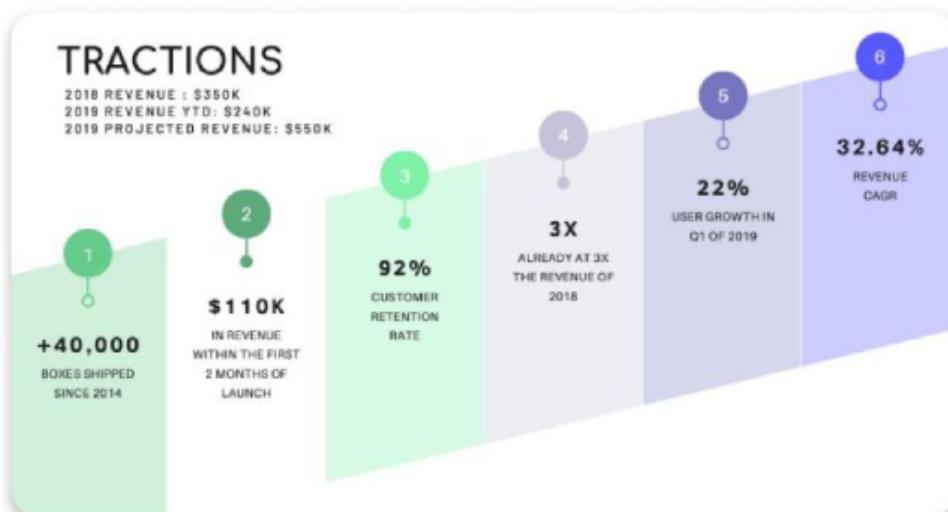 TRACTIONS
2018 REVENUE : $350K
2019 REVENUE YTD: $240K
2019 PROJECTED REVENUE: $550K
1
+40,000
BOXES SHIPPED
SINCE 2014
2
$110K
IN REVENUE
WITHIN THE FIRST
2 MONTHS OF
LAUNCH
3
92%
CUSTOMER
RETENTION
RATE
4
3X
ALREADY AT 3X
THE REVENUE OF
2018
5
22%
USER GROWTH IN
Q1 OF 2019
6
32.64%
REVENUE
CAGR